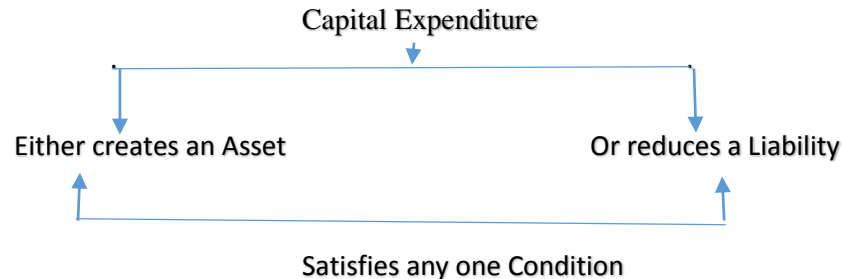 Capital Expenditure
Either creates an Asset
Or reduces a Liability
Satisfies any one Condition